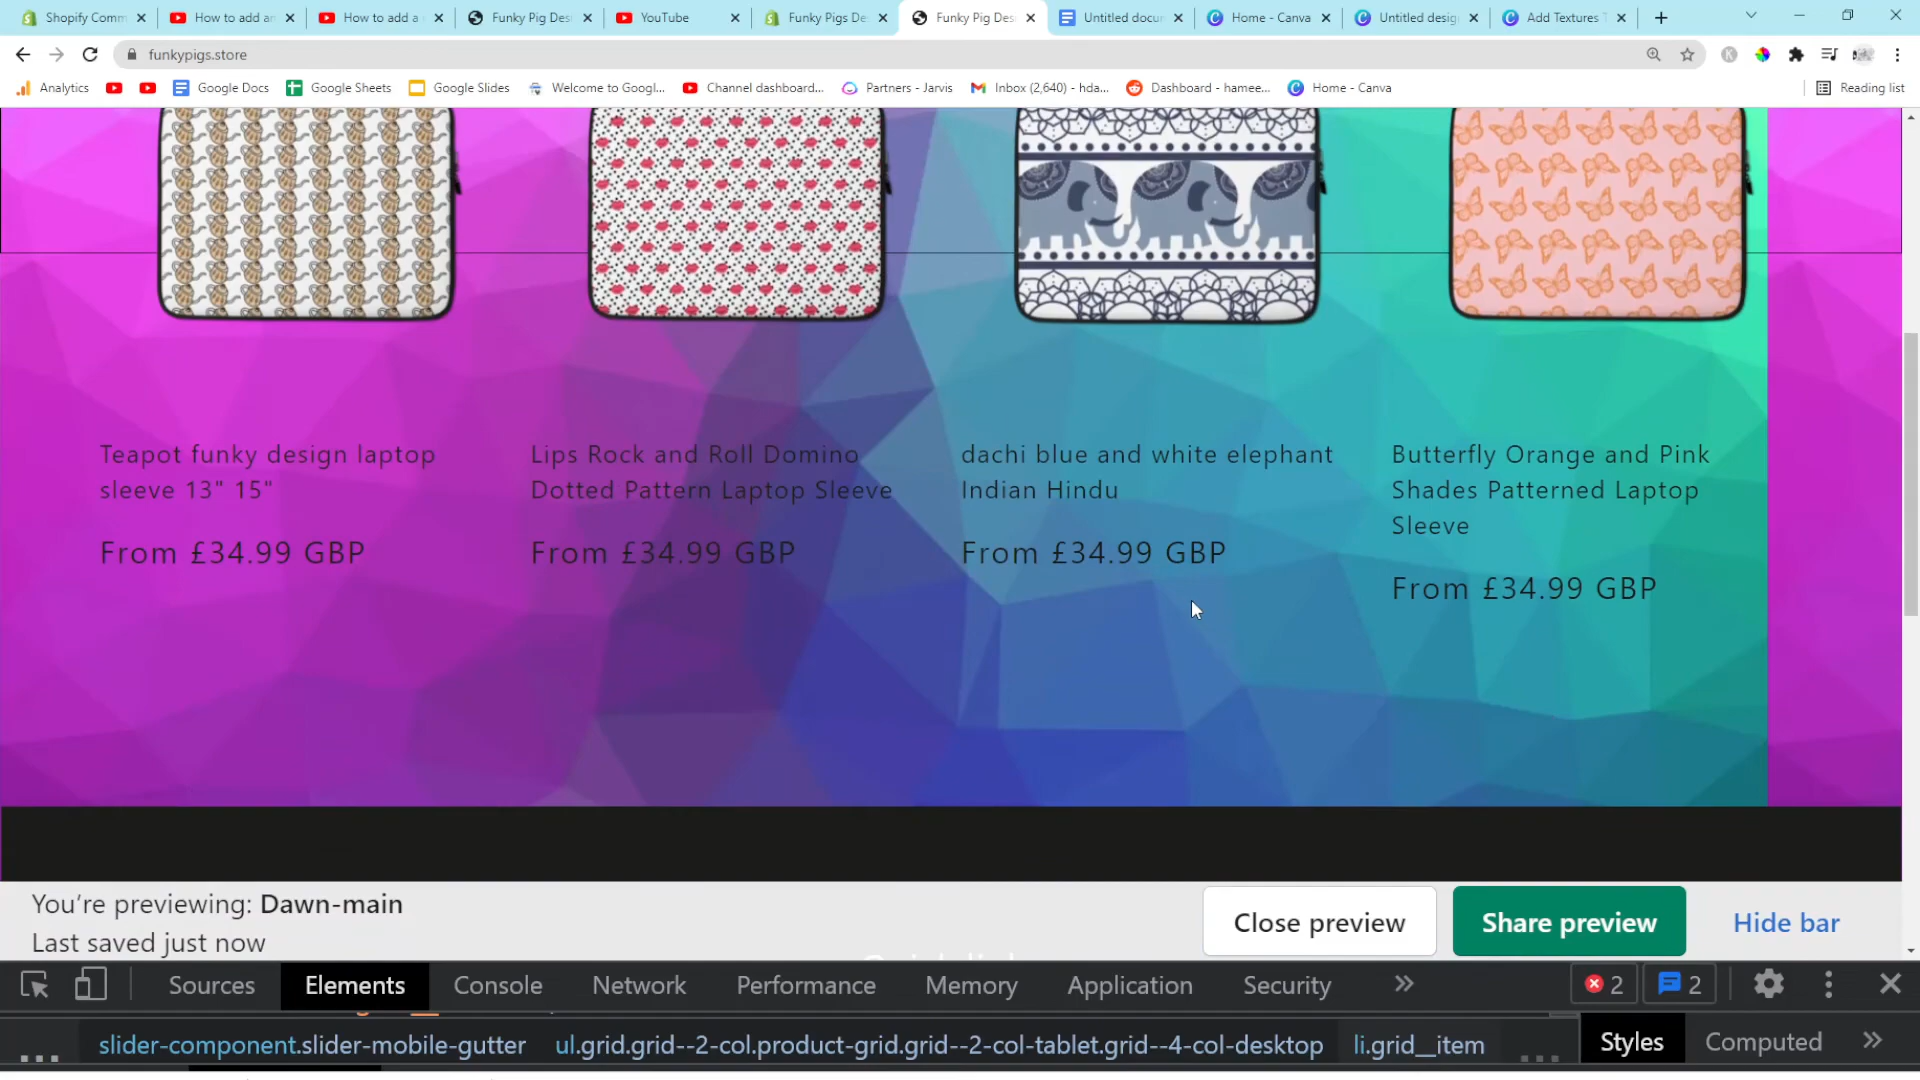 Shopify Comm
How to add an
How to add a
Funky Pig Des
YouTube
Funky Pigs De
Funky Pig Des
Untitled docu
Home - Canva
Untitled desig
Add Textures T
funkypigs.store
Analytics
Google Docs
Google Sheets
Google Slides
Welcome to Googl...
Channel dashboard...
Partners - Jarvis
Inbox (2,640) - hda...
Dashboard - hamee...
Home - Canva
Reading list
Teapot funky design laptop
sleeve 13" 15"
From £34.99 GBP
Lips Rock and Roll Domino
Dotted Pattern Laptop Sleeve
From £34.99 GBP
dachi blue and white elephant
Indian Hindu
From £34.99 GBP
Butterfly Orange and Pink
Shades Patterned Laptop
Sleeve
From £34.99 GBP
You're previewing: Dawn-main
Last saved just now
Close preview
Share preview
Hide bar
Sources
Elements
Console
Network
Performance
Memory
Application
Security
2
2
... slider-component.slider-mobile-gutter
ul.grid.grid--2-col.product-grid.grid--2-col-tablet.grid--4-col-desktop
li.grid__item
...
Styles
Computed